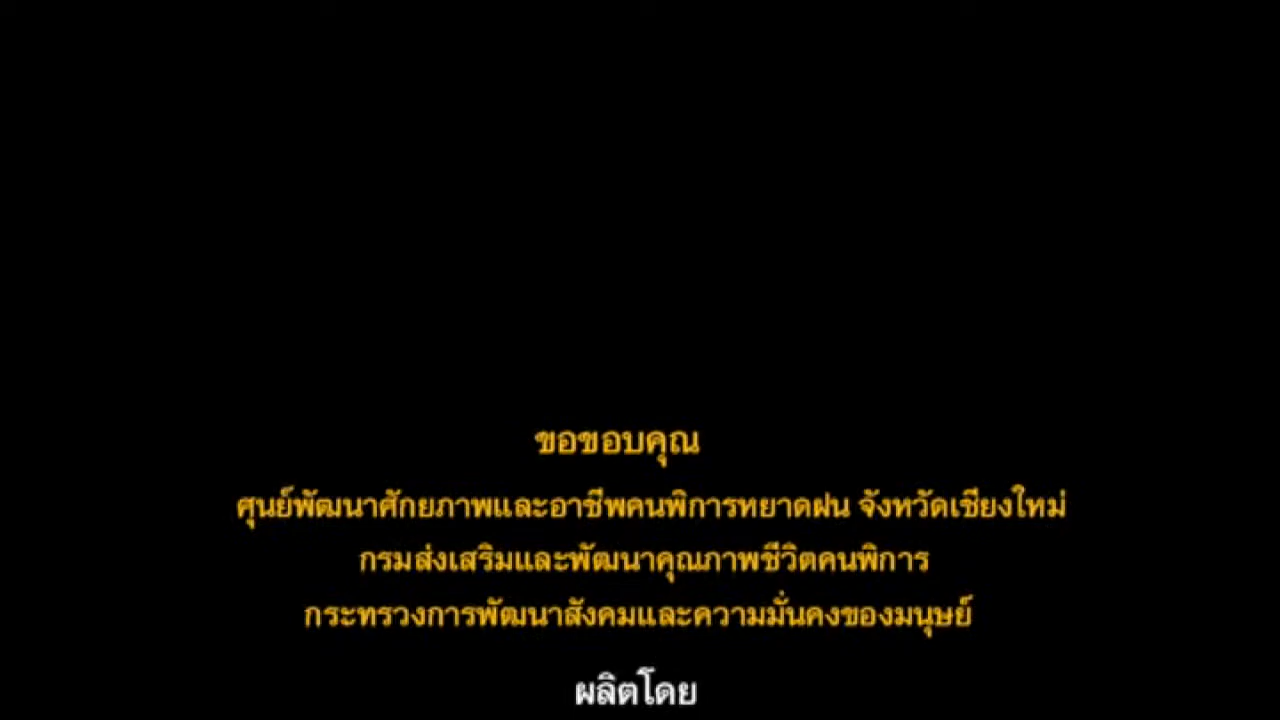 ขอขอบคุณ
ศูนย์พัฒนาศักยภาพและอาชีพคนพิการหยาดฝน จังหวัดเชียงใหม่
กรมส่งเสริมและพัฒนาคุณภาพชีวิตคนพิการ
กระทรวงการพัฒนาสังคมและความมั่นคงของมนุษย์
ผลิตโดย